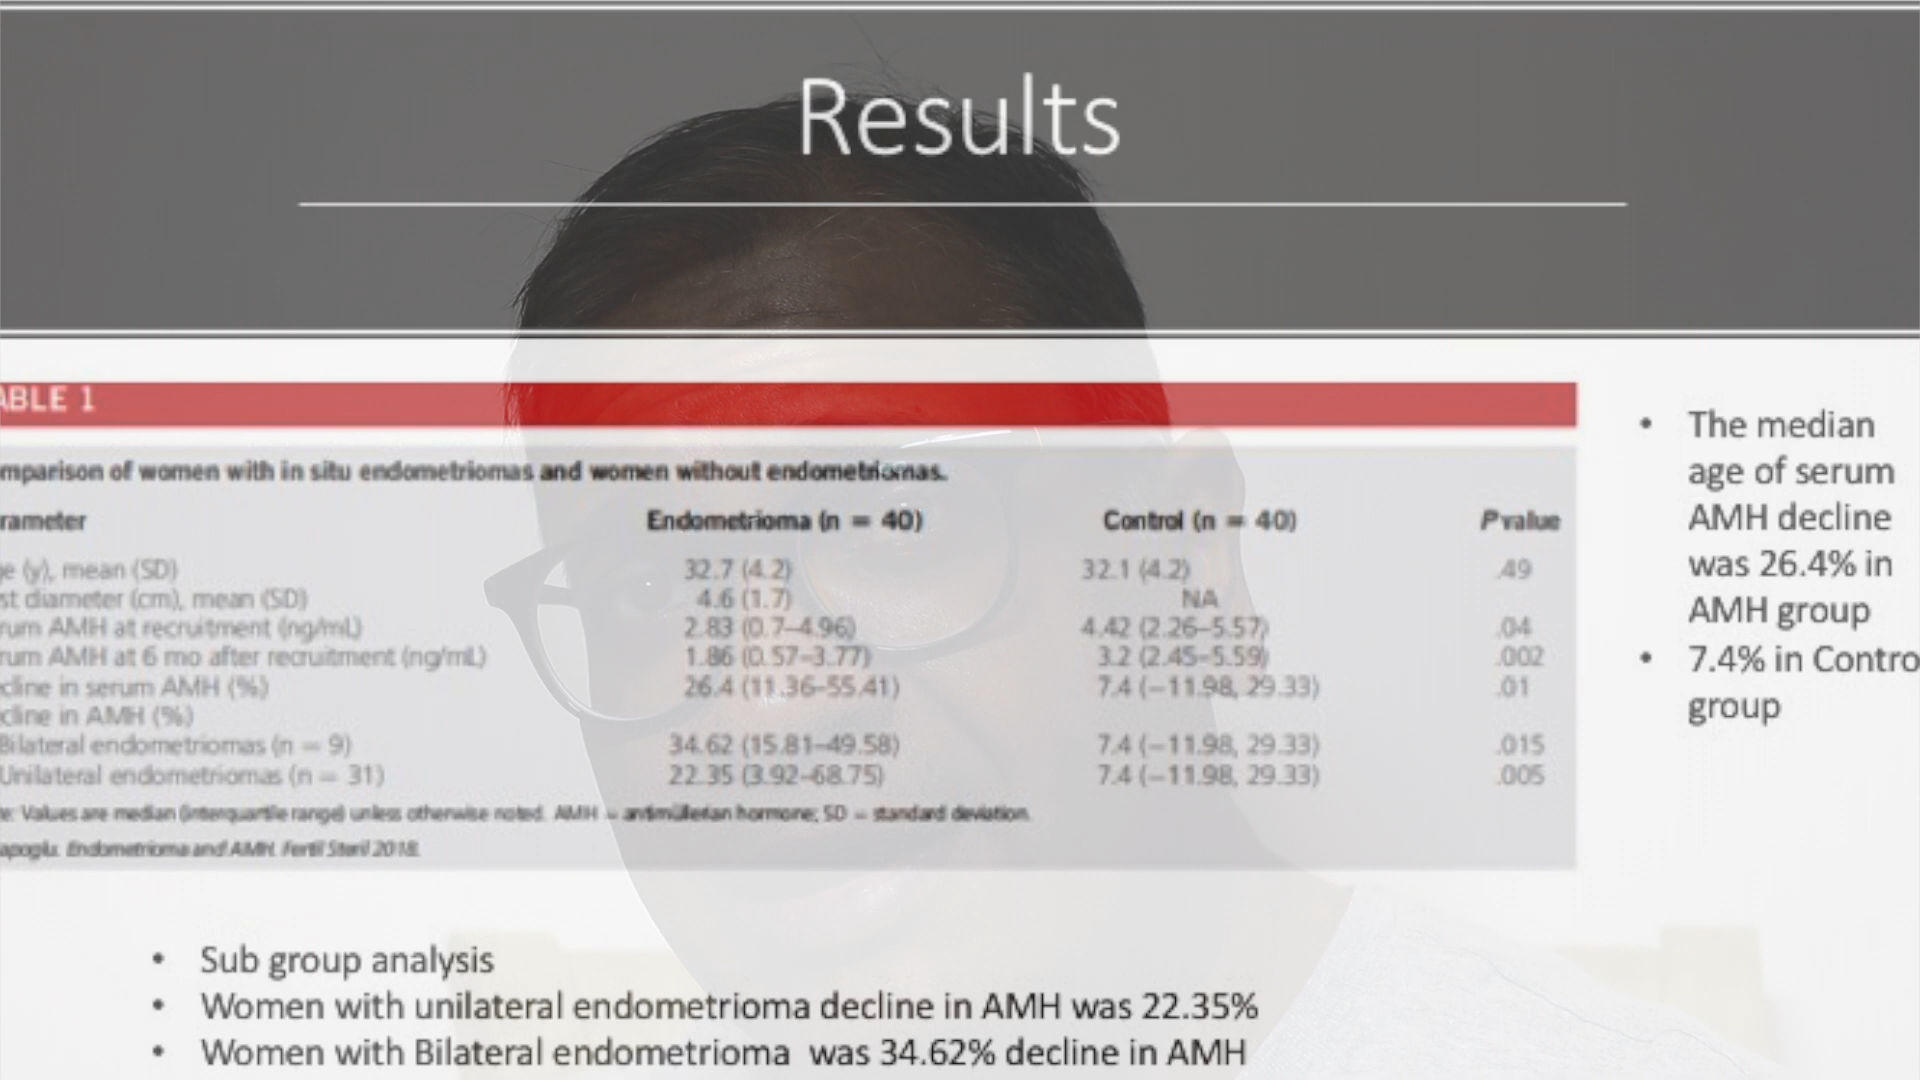 Results
ABLE 1
mparison of women with in situ endometriomas and women without endometriomas.
rameter Endometrioma (n = 40) Control (n = 40) P value
e (y), mean (SD) 32.7 (4.2) 32.1 (4.2) .49
st diameter (cm), mean (SD) 4.6 (1.7) NA
rum AMH at recruitment (ng/mL) 2.83 (0.7–4.96) 4.42 (2.26–5.57) .04
rum AMH at 6 mo after recruitment (ng/mL) 1.86 (0.57–3.77) 3.2 (2.45–5.59) .002
cline in serum AMH (%) 26.4 (11.36–55.41) 7.4 (–11.98, 29.33) .01
cline in AMH (%)
Bilateral endometriomas (n = 9) 34.62 (15.81–49.58) 7.4 (–11.98, 29.33) .015
Unilateral endometriomas (n = 31) 22.35 (3.92–68.75) 7.4 (–11.98, 29.33) .005
e: Values are median (interquartile range) unless otherwise noted. AMH = antimüllerian hormone; SD = standard deviation.
apoglu. Endometrioma and AMH. Fertil Steril 2018.
• The median
age of serum
AMH decline
was 26.4% in
AMH group
• 7.4% in Contro
group
• Sub group analysis
• Women with unilateral endometrioma decline in AMH was 22.35%
• Women with Bilateral endometrioma was 34.62% decline in AMH